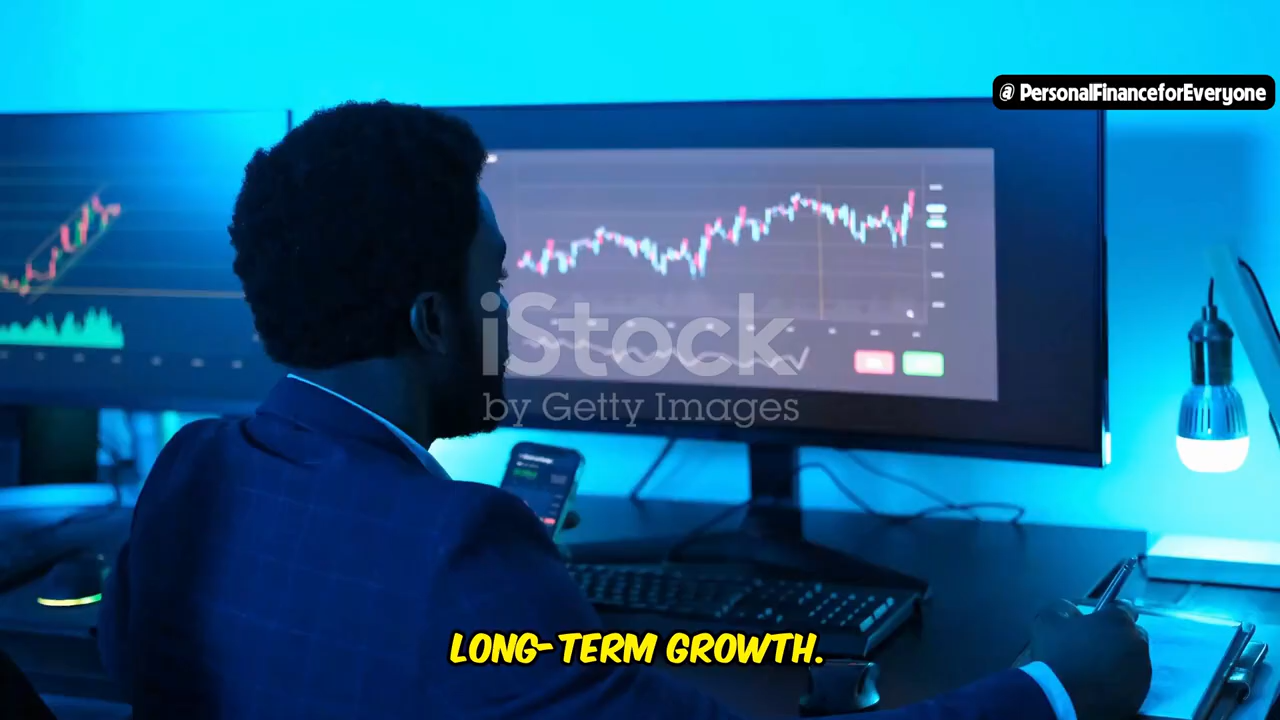 @ PersonalFinanceforEveryone
iStock
by Getty Images
LONG-TERM GROWTH.